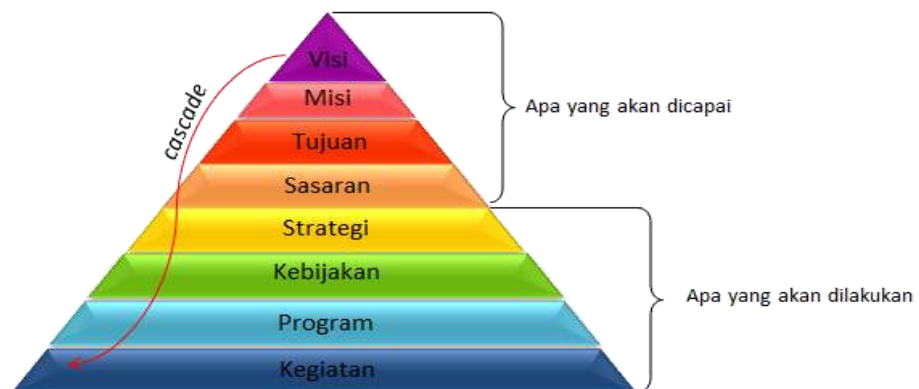 Visi
Misi
Tujuan
Sasaran
Strategi
Kebijakan
Program
Kegiatan
cascade
Apa yang akan dicapai
Apa yang akan dilakukan